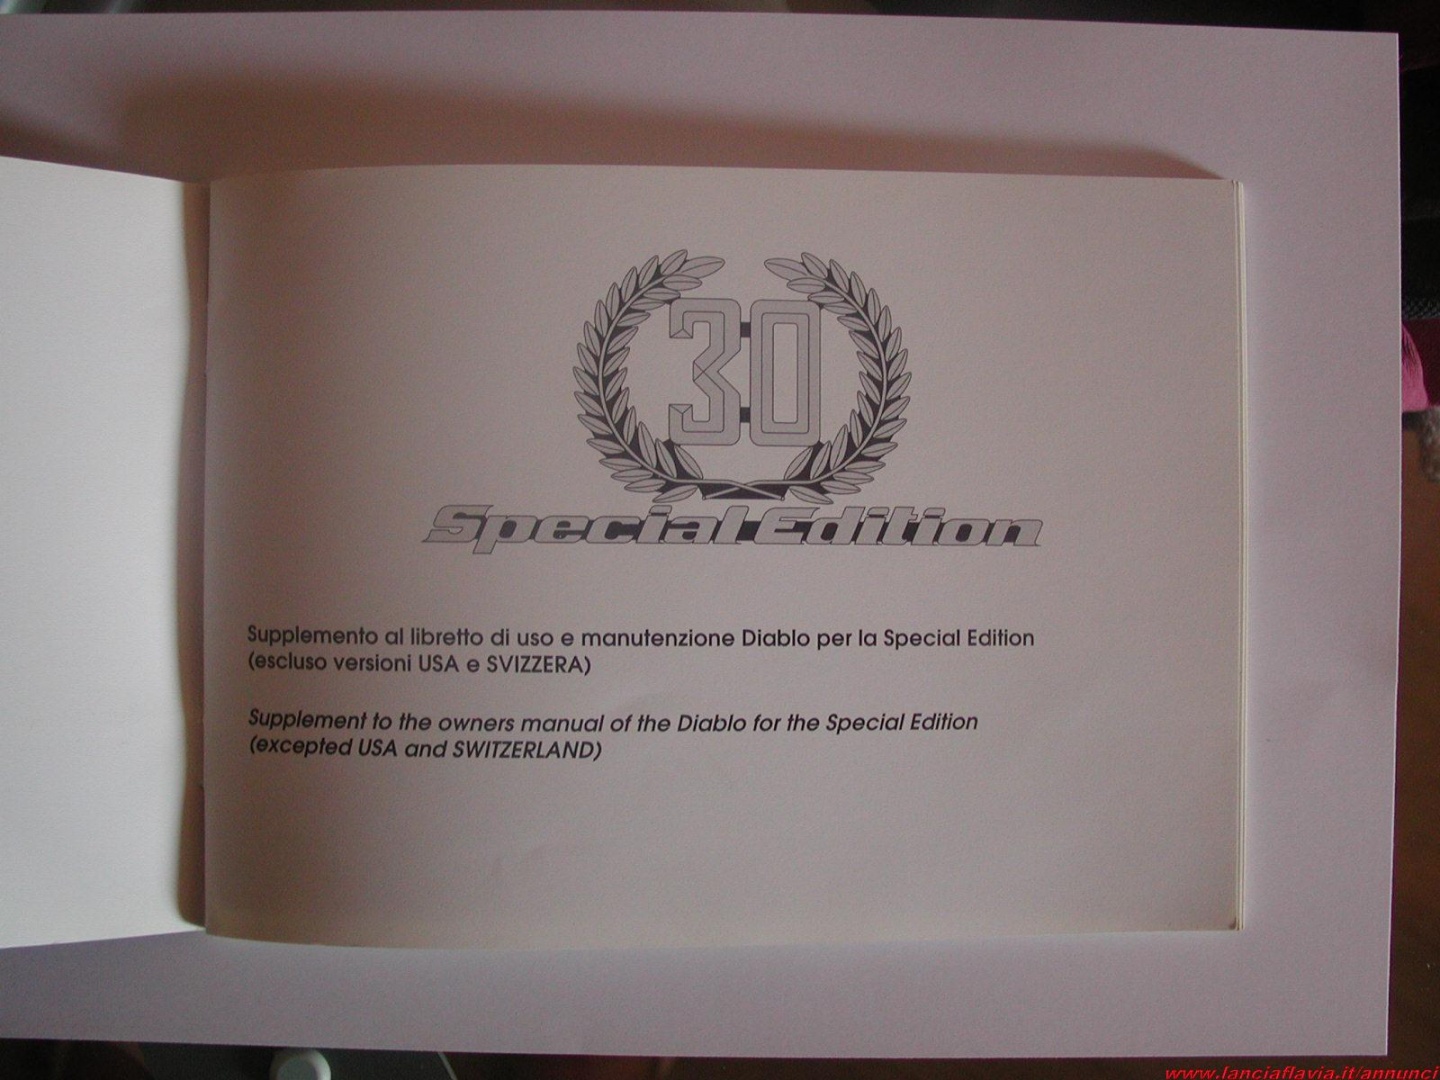 30
Special Edition
Supplemento al libretto di uso e manutenzione Diablo per la Special Edition
(escluso versioni USA e SVIZZERA)
Supplement to the owners manual of the Diablo for the Special Edition
(excepted USA and SWITZERLAND)
www.lanciaflavia.it/annunci